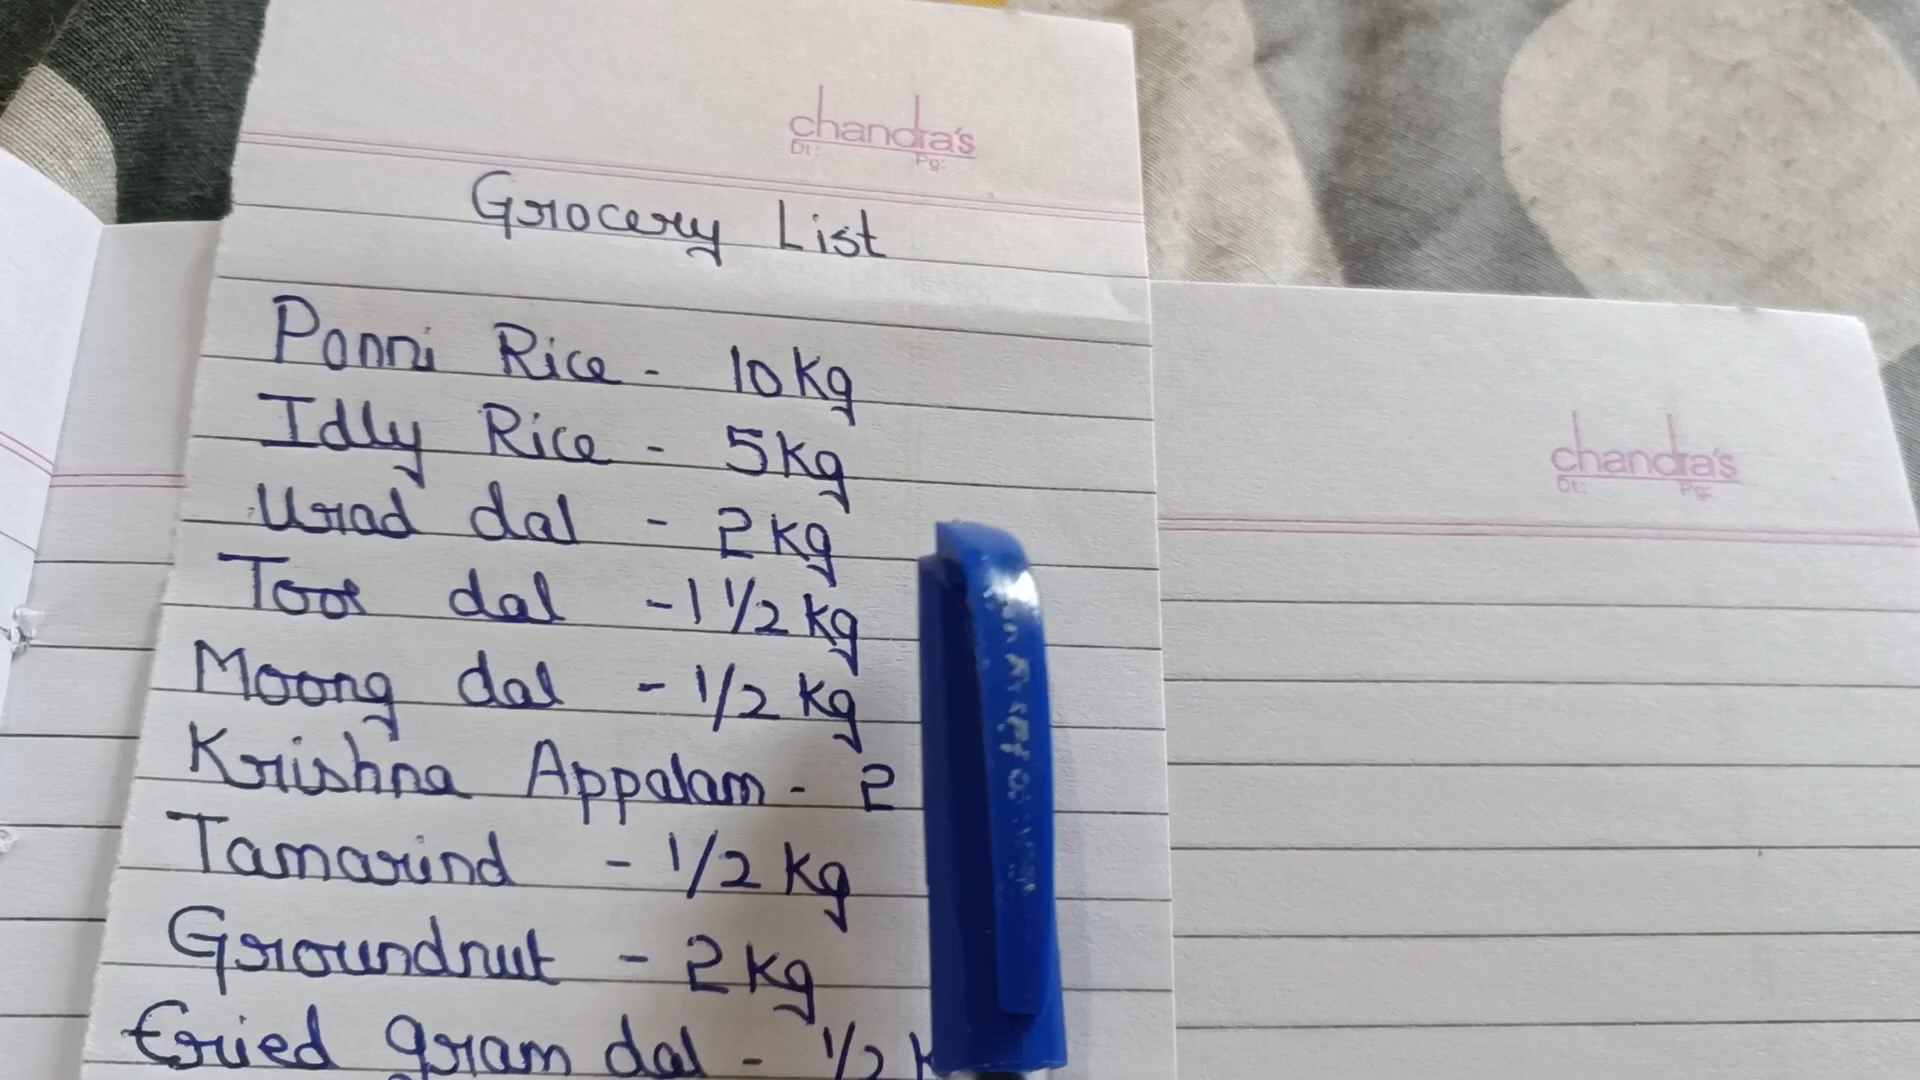 chandra's
Dt: Pg:
Grocery List
Ponni Rice - 10 Kg
Idly Rice - 5 Kg
Urad dal - 2 Kg
Toor dal - 1 1/2 Kg
Moong dal - 1/2 Kg
Krishna Appalam - 2
Tamarind - 1/2 Kg
Groundnut - 2 Kg
fried gram dal - 1/2 K
chandra's
Dt: Pg: